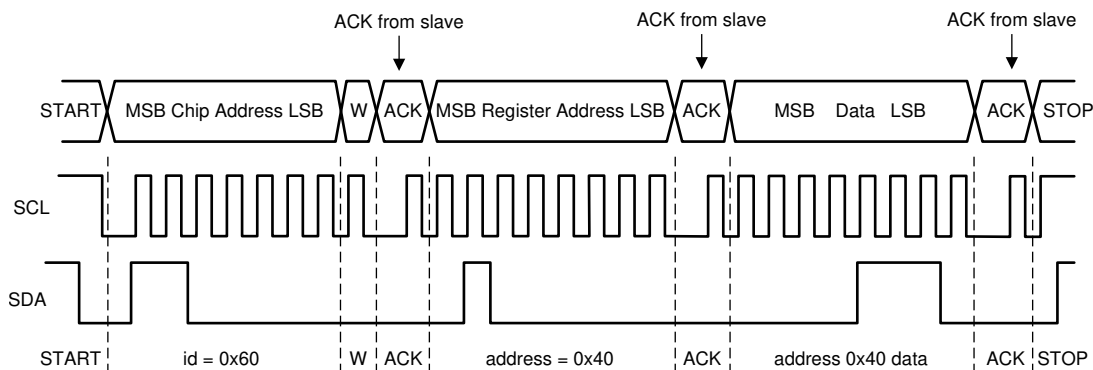 ACK from slave ACK from slave ACK from slave
START MSB Chip Address LSB W ACK MSB Register Address LSB ACK MSB Data LSB ACK STOP
SCL
SDA
START id = 0x60 W ACK address = 0x40 ACK address 0x40 data ACK STOP